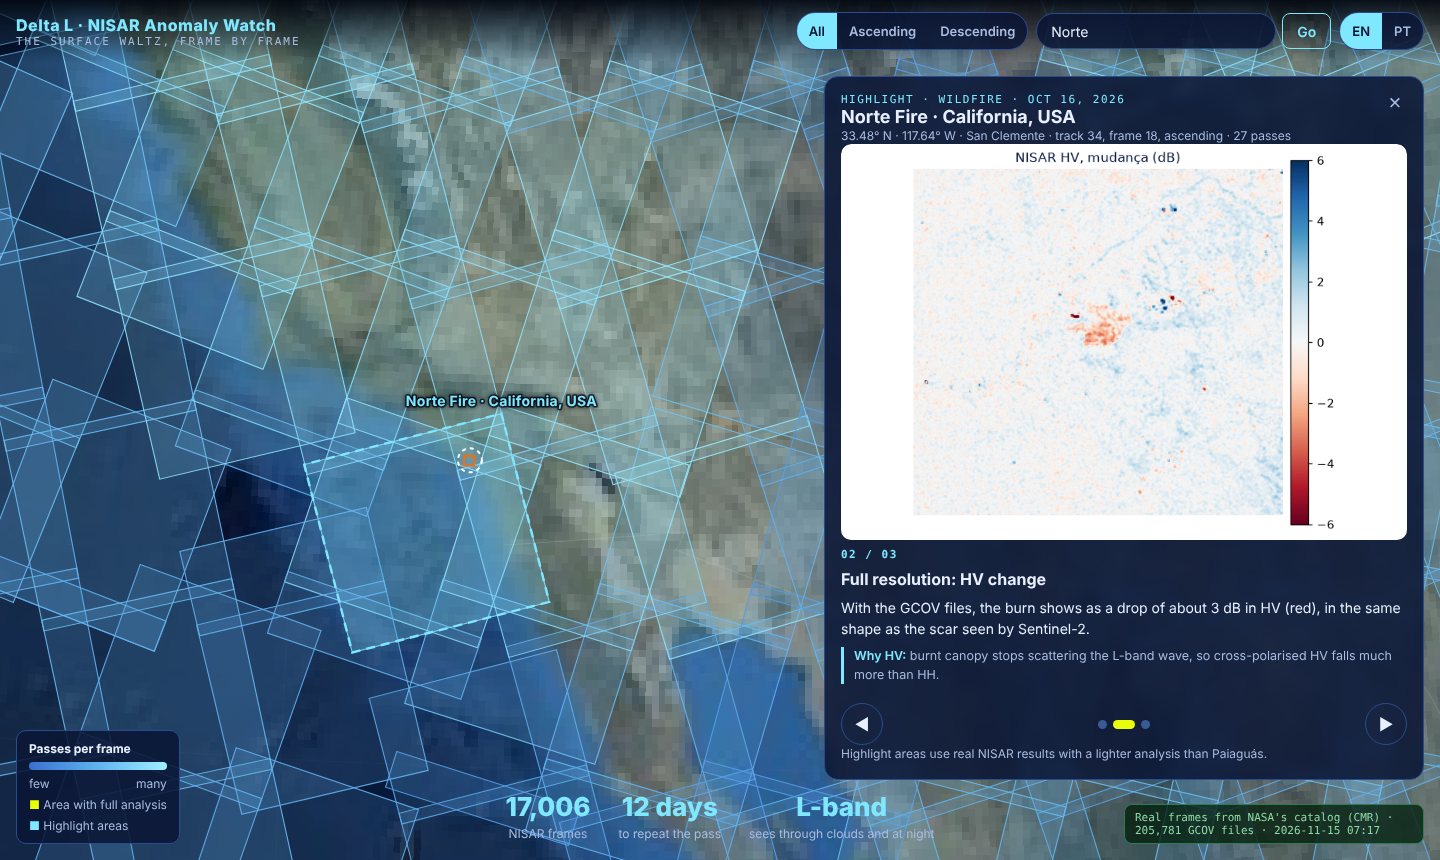 Delta L · NISAR Anomaly Watch
THE SURFACE WALTZ, FRAME BY FRAME
All Ascending Descending
Norte
Go
EN PT
HIGHLIGHT · WILDFIRE · OCT 16, 2026
×
Norte Fire · California, USA
33.48° N · 117.64° W · San Clemente · track 34, frame 18, ascending · 27 passes
NISAR HV, mudança (dB)
6
4
2
0
−2
−4
−6
Norte Fire · California, USA
02 / 03
Full resolution: HV change
With the GCOV files, the burn shows as a drop of about 3 dB in HV (red), in the same
shape as the scar seen by Sentinel-2.
Why HV: burnt canopy stops scattering the L-band wave, so cross-polarised HV falls much
more than HH.
Highlight areas use real NISAR results with a lighter analysis than Paiaguás.
Passes per frame
few many
Area with full analysis
Highlight areas
17,006
NISAR frames
12 days
to repeat the pass
L-band
sees through clouds and at night
Real frames from NASA's catalog (CMR) ·
205,781 GCOV files · 2026-11-15 07:17